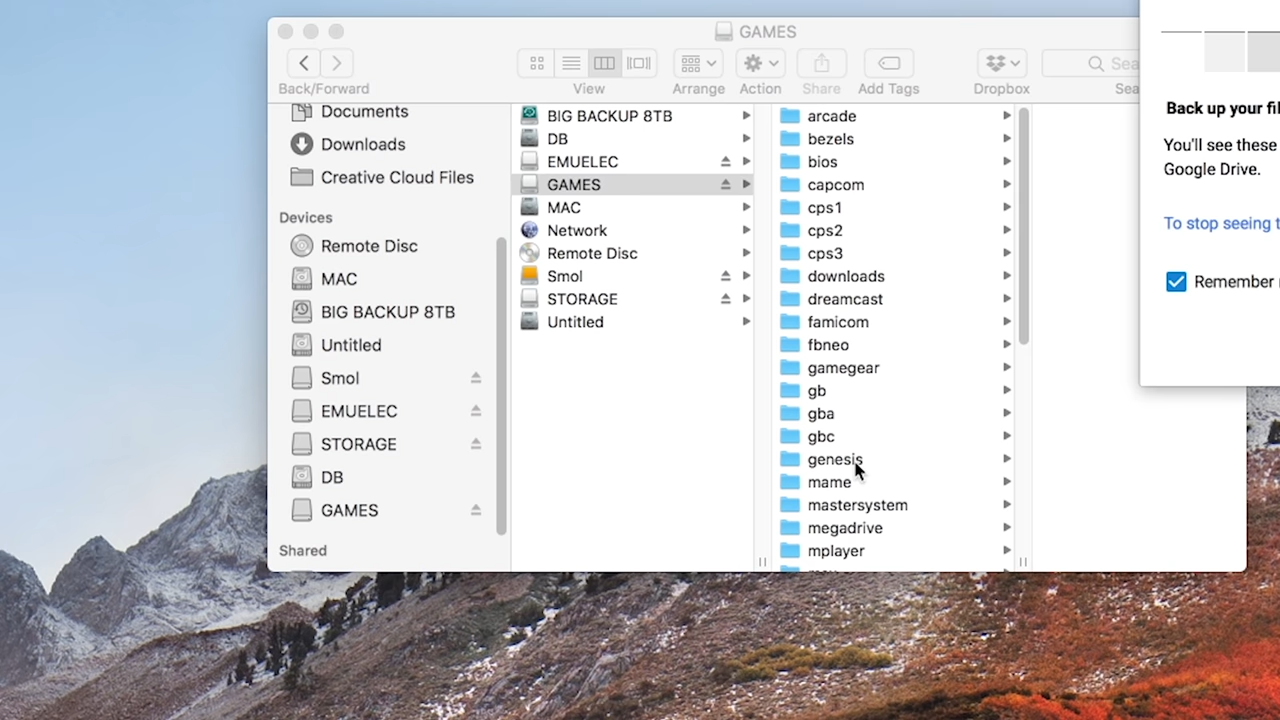 GAMES
Back/Forward
View
Arrange
Action
Share
Add Tags
Dropbox
Sea
Sea
Documents
Downloads
Creative Cloud Files
Devices
Remote Disc
MAC
BIG BACKUP 8TB
Untitled
Smol
EMUELEC
STORAGE
DB
GAMES
Shared
BIG BACKUP 8TB
DB
EMUELEC
GAMES
MAC
Network
Remote Disc
Smol
STORAGE
Untitled
arcade
bezels
bios
capcom
cps1
cps2
cps3
downloads
dreamcast
famicom
fbneo
gamegear
gb
gba
gbc
genesis
mame
mastersystem
megadrive
mplayer
Back up your fil
You'll see these
Google Drive.
To stop seeing t
Remember